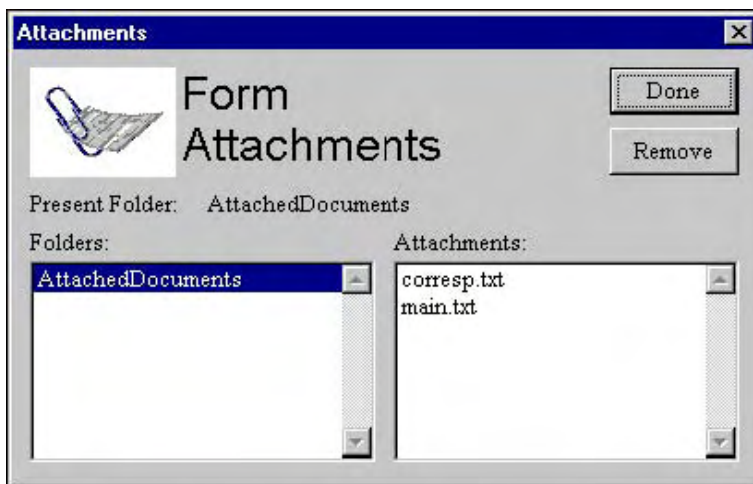 Attachments
Form
Attachments
Done
Remove
Present Folder: AttachedDocuments
Folders:
Attachments:
AttachedDocuments
corresp.txt
main.txt